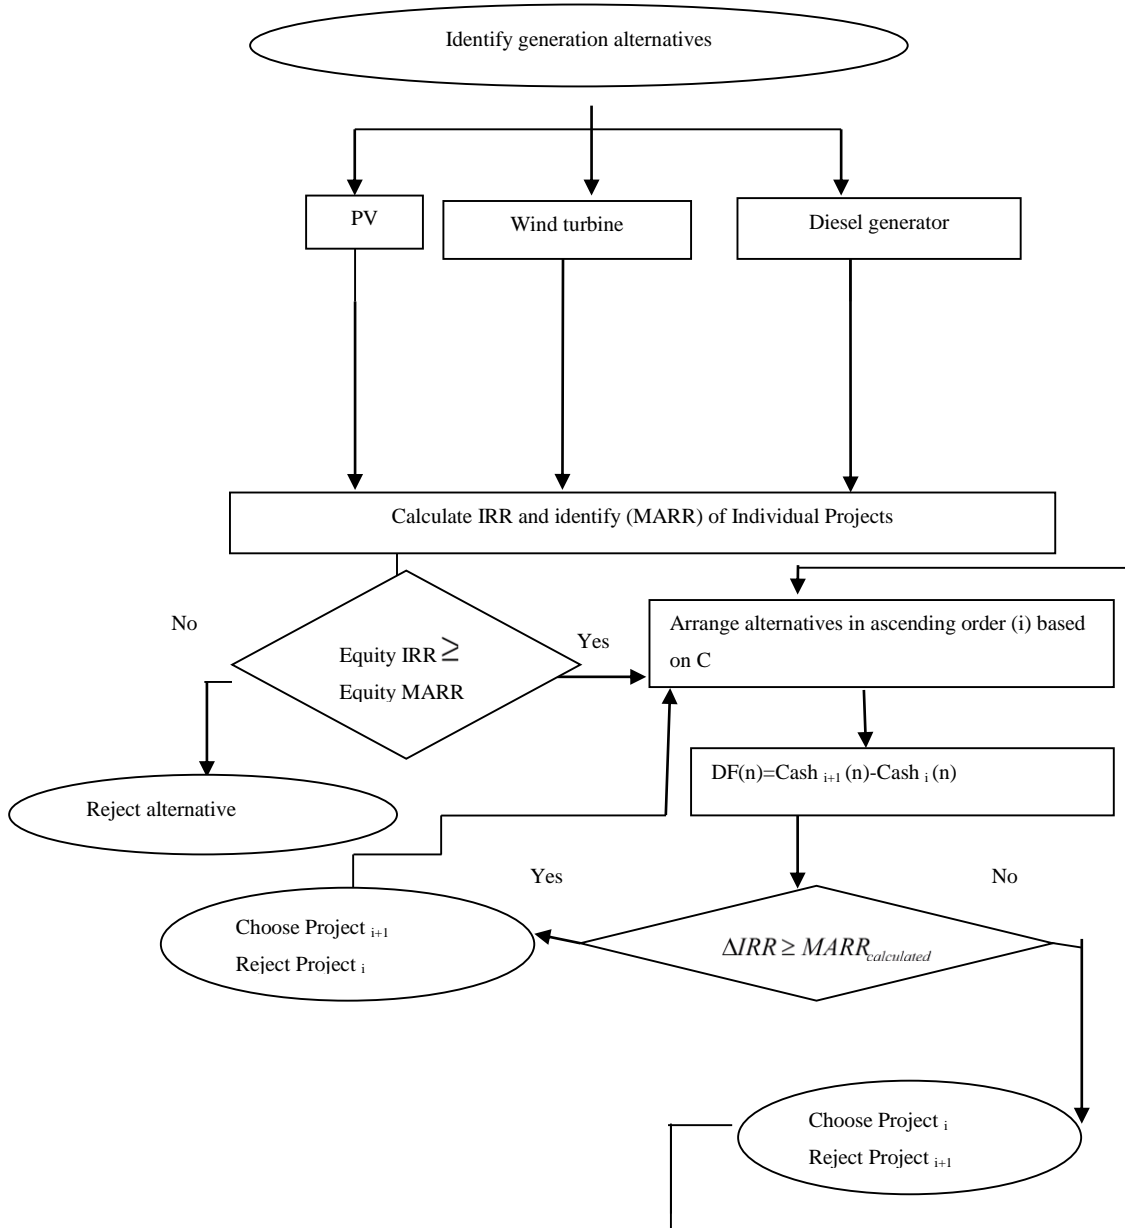 Identify generation alternatives
PV
Wind turbine
Diesel generator
Calculate IRR and identify (MARR) of Individual Projects
No
Equity IRR ≥
Equity MARR
Yes
Arrange alternatives in ascending order (i) based
on C
DF(n)=Cash i+1 (n)-Cash i (n)
Reject alternative
Yes
No
Choose Project i+1
Reject Project i
ΔIRR ≥ MARR calculated
Choose Project i
Reject Project i+1